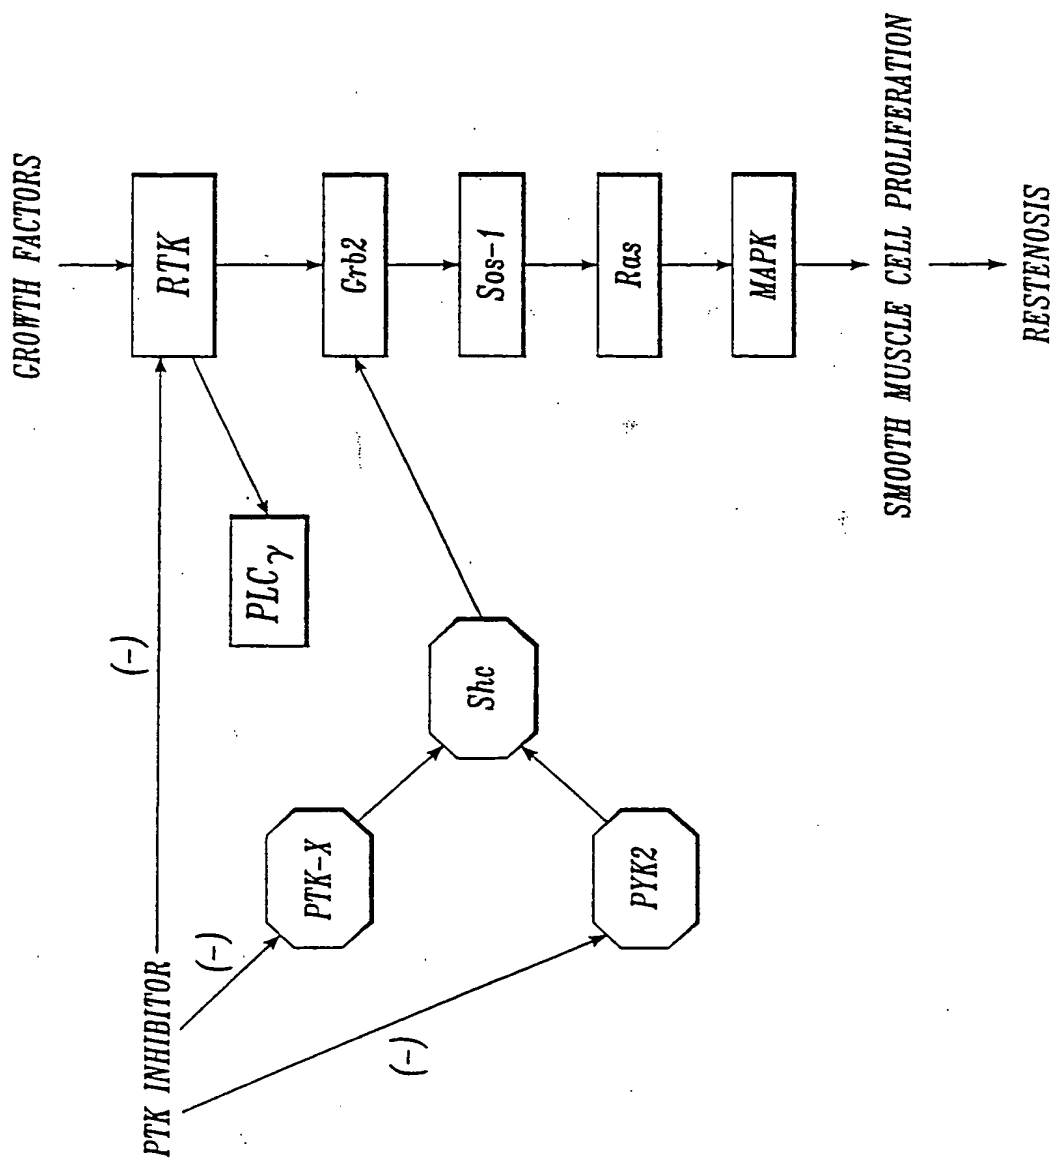 GROWTH FACTORS
(-)
PTK INHIBITOR
RTK
(-)
PLCγ
PTK-X
Grb2
(-)
Shc
Sos-1
Ras
PYK2
MAPK
SMOOTH MUSCLE CELL PROLIFERATION
RESTENOSIS